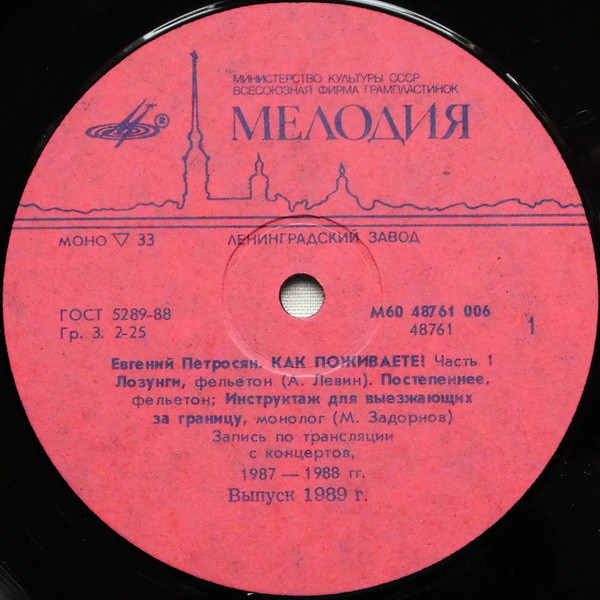 МИНИСТЕРСТВО КУЛЬТУРЫ СССР
ВСЕСОЮЗНАЯ ФИРМА ГРАМПЛАСТИНОК
МЕЛОДИЯ
®
МОНО ▽ 33 ЛЕНИНГРАДСКИЙ ЗАВОД
ГОСТ 5289-88 М60 48761 006
Гр. 3. 2-25 48761 1
Евгений Петросян. КАК ПОЖИВАЕТЕ? Часть 1
Лозунги, фельетон (А. Левин). Постепеннее,
фельетон; Инструктаж для выезжающих
за границу, монолог (М. Задорнов)
Запись по трансляции
с концертов,
1987 — 1988 гг.
Выпуск 1989 г.